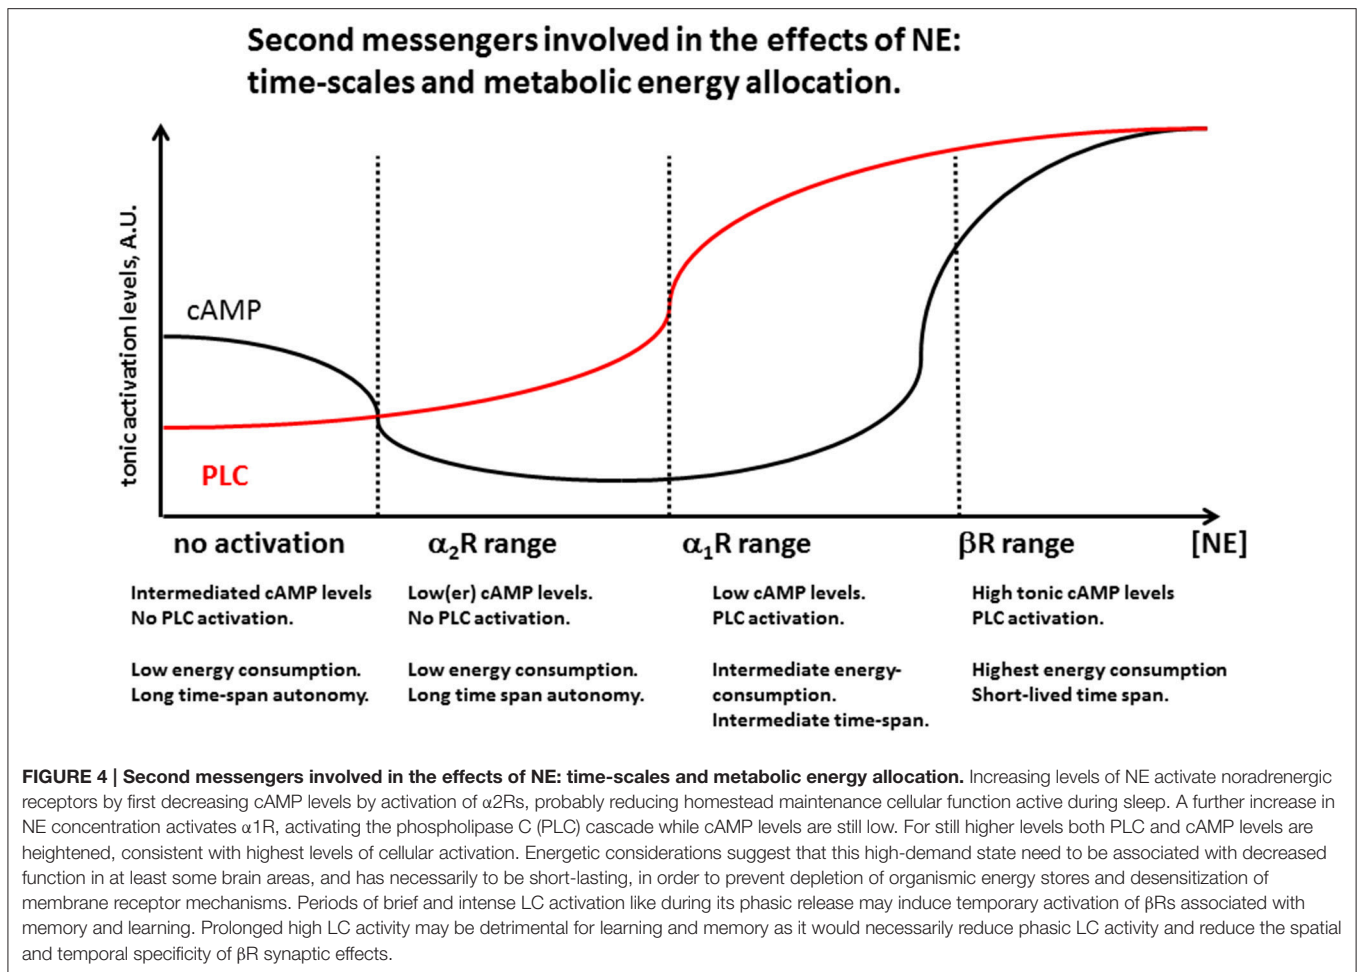 Second messengers involved in the effects of NE:
time-scales and metabolic energy allocation.
tonic activation levels, A.U.
cAMP
PLC
no activation
α₂R range
α₁R range
βR range
[NE]
Intermediated cAMP levels
No PLC activation.
Low energy consumption.
Long time-span autonomy.
Low(er) cAMP levels.
No PLC activation.
Low energy consumption.
Long time span autonomy.
Low cAMP levels.
PLC activation.
Intermediate energy-
consumption.
Intermediate time-span.
High tonic cAMP levels
PLC activation.
Highest energy consumption
Short-lived time span.
FIGURE 4 | Second messengers involved in the effects of NE: time-scales and metabolic energy allocation. Increasing levels of NE activate noradrenergic
receptors by first decreasing cAMP levels by activation of α2Rs, probably reducing homestead maintenance cellular function active during sleep. A further increase in
NE concentration activates α1R, activating the phospholipase C (PLC) cascade while cAMP levels are still low. For still higher levels both PLC and cAMP levels are
heightened, consistent with highest levels of cellular activation. Energetic considerations suggest that this high-demand state need to be associated with decreased
function in at least some brain areas, and has necessarily to be short-lasting, in order to prevent depletion of organismic energy stores and desensitization of
membrane receptor mechanisms. Periods of brief and intense LC activation like during its phasic release may induce temporary activation of βRs associated with
memory and learning. Prolonged high LC activity may be detrimental for learning and memory as it would necessarily reduce phasic LC activity and reduce the spatial
and temporal specificity of βR synaptic effects.